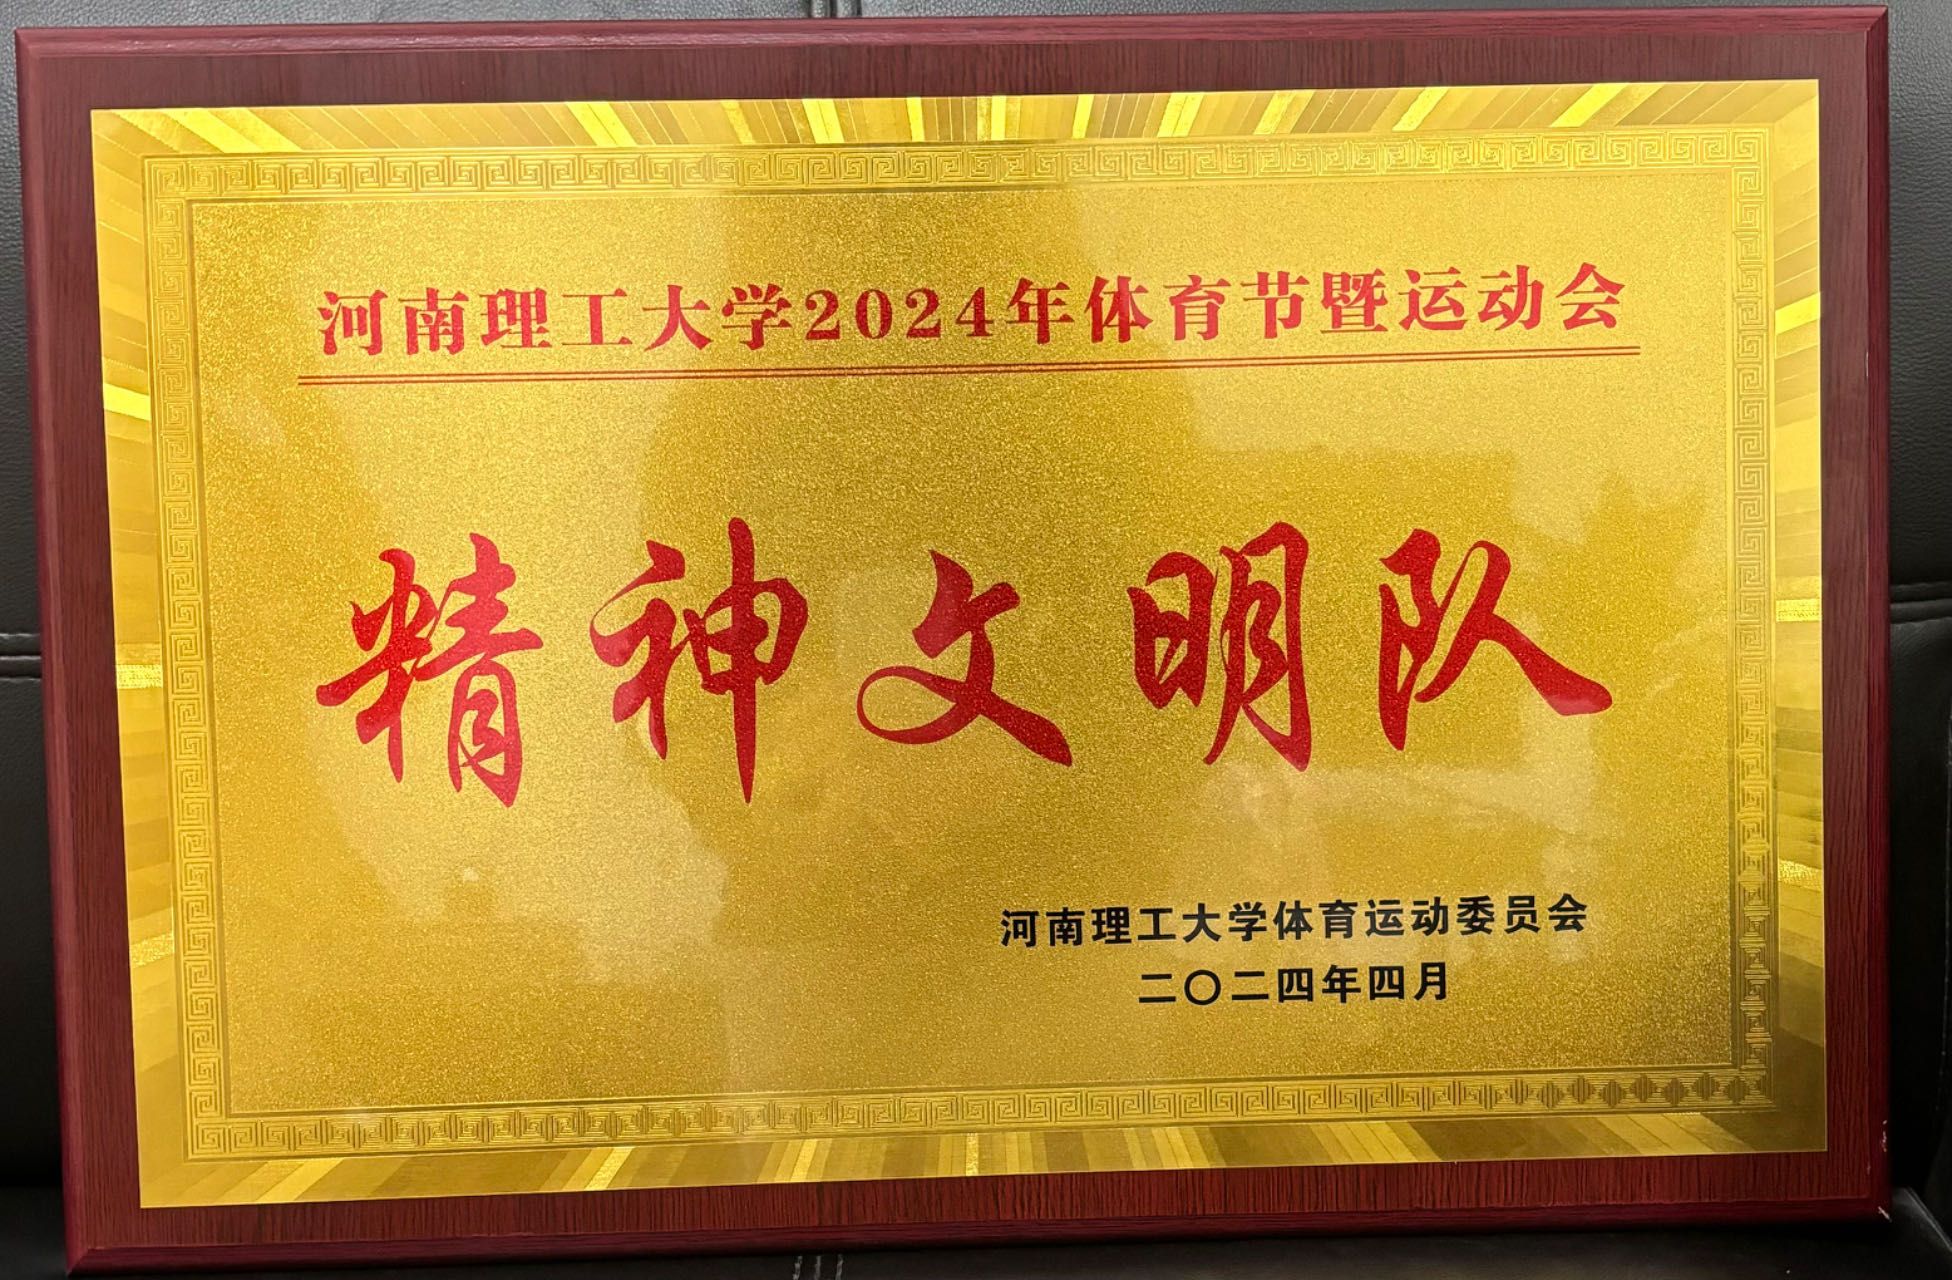 河南理工大学2024年体育节暨运动会
精神文明队
河南理工大学体育运动委员会
二〇二四年四月